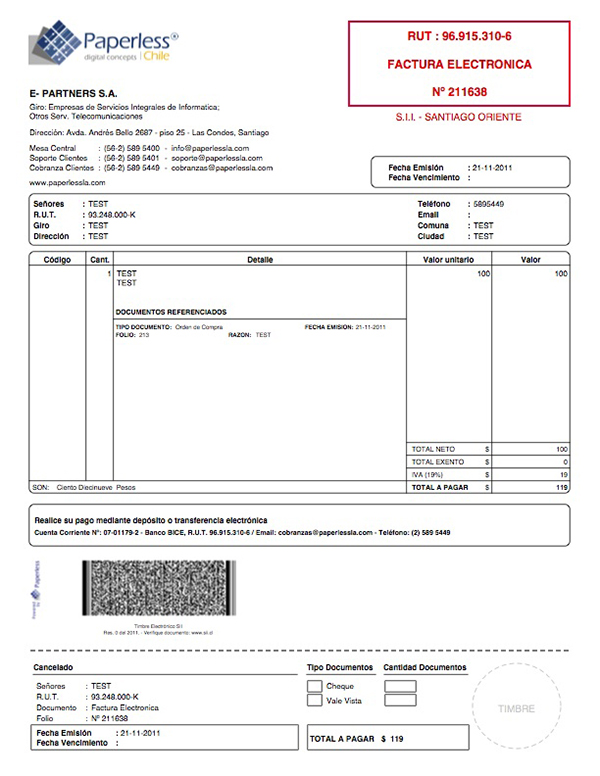 Paperless®
digital concepts | Chile
RUT : 96.915.310-6
FACTURA ELECTRONICA
Nº 211638
S.I.I. - SANTIAGO ORIENTE
E- PARTNERS S.A.
Giro: Empresas de Servicios Integrales de Informatica;
Otros Serv. Telecomunicaciones
Dirección: Avda. Andrés Bello 2687 - piso 25 - Las Condes, Santiago
Mesa Central : (56-2) 589 5400 - info@paperlessla.com
Soporte Clientes : (56-2) 589 5401 - soporte@paperlessla.com
Cobranza Clientes : (56-2) 589 5449 - cobranzas@paperlessla.com
www.paperlessla.com
Fecha Emisión : 21-11-2011
Fecha Vencimiento :
Señores : TEST Teléfono : 5895449
R.U.T. : 93.248.000-K Email :
Giro : TEST Comuna : TEST
Dirección : TEST Ciudad : TEST
Código Cant. Detalle Valor unitario Valor
1 TEST 100 100
TEST
DOCUMENTOS REFERENCIADOS
TIPO DOCUMENTO: Orden de Compra FECHA EMISION: 21-11-2011
FOLIO: 213 RAZON: TEST
TOTAL NETO $ 100
TOTAL EXENTO $ 0
IVA (19%) $ 19
SON: Ciento Diecinueve Pesos TOTAL A PAGAR $ 119
Realice su pago mediante depósito o transferencia electrónica
Cuenta Corriente Nº: 07-01179-2 - Banco BICE, R.U.T. 96.915.310-6 / Email: cobranzas@paperlessla.com - Teléfono: (2) 589 5449
Powered by Paperless
Timbre Electrónico SII
Res. 0 del 2011. - Verifique documento: www.sii.cl
Cancelado Tipo Documentos Cantidad Documentos
Señores : TEST Cheque
R.U.T. : 93.248.000-K Vale Vista
Documento : Factura Electronica
Folio : Nº 211638
TIMBRE
Fecha Emisión : 21-11-2011
Fecha Vencimiento :
TOTAL A PAGAR $ 119